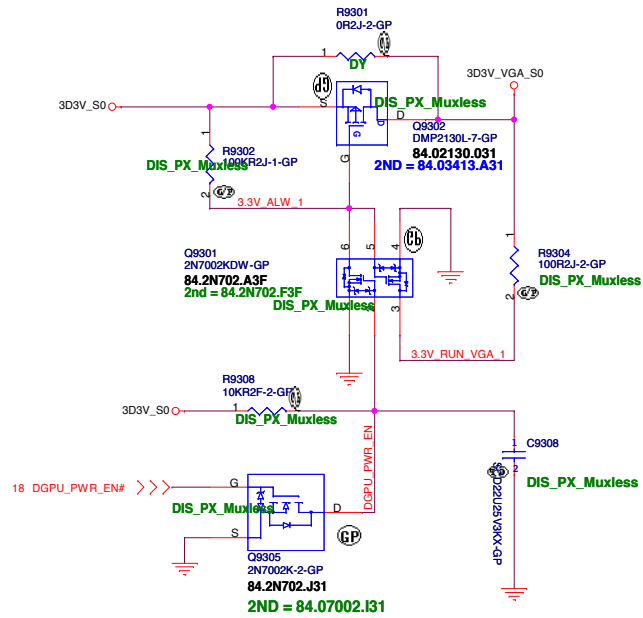 R9301
0R2J-2-GP
1
DY
3D3V_VGA_S0
3D3V_S0
S
DIS_PX_Muxless
D
D
G
Q9302
DMP2130L-7-GP
84.02130.031
2ND = 84.03413.A31
G
1
R9302
100KR2J-1-GP
DIS_PX_Muxless
2
3.3V_ALW_1
Q9301
2N7002KDW-GP
84.2N702.A3F
2nd = 84.2N702.F3F
DIS_PX_Muxless
6
5
4
2
3
1
R9304
100R2J-2-GP
DIS_PX_Muxless
2
3.3V_RUN_VGA_1
R9308
10KR2F-2-GP
3D3V_S0
1
DIS_PX_Muxless
DGPU_PWR_EN
1
C9308
2
DIS_PX_Muxless
18 DGPU_PWR_EN#
G
DIS_PX_Muxless
D
S
GP
Q9305
2N7002K-2-GP
84.2N702.J31
2ND = 84.07002.I31